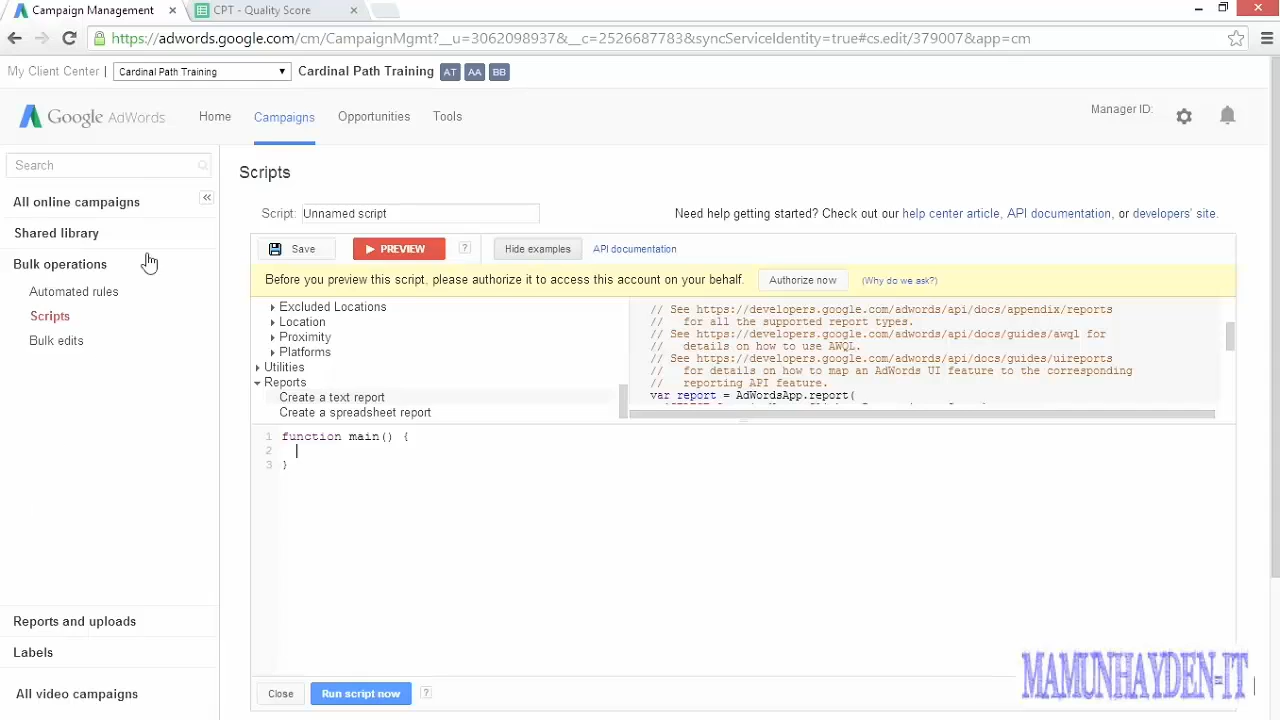 Campaign Management
CPT - Quality Score
https://adwords.google.com/cm/CampaignMgmt?__u=3062098937&__c=2526687783&syncServiceIdentity=true#cs.edit/379007&app=cm
My Client Center |
Cardinal Path Training
Cardinal Path Training
AT
AA
BB
Google AdWords
Home
Campaigns
Opportunities
Tools
Manager ID:
Search
All online campaigns
Shared library
Bulk operations
Automated rules
Scripts
Bulk edits
Reports and uploads
Labels
All video campaigns
Scripts
Script: Unnamed script
Need help getting started? Check out our help center article, API documentation, or developers' site.
Save
PREVIEW
?
Hide examples
API documentation
Before you preview this script, please authorize it to access this account on your behalf.
Authorize now
(Why do we ask?)
Excluded Locations
Location
Proximity
Platforms
Utilities
Reports
Create a text report
Create a spreadsheet report
// See https://developers.google.com/adwords/api/docs/appendix/reports
// for all the supported report types.
// See https://developers.google.com/adwords/api/docs/guides/awql for
// details on how to use AWQL.
// See https://developers.google.com/adwords/api/docs/guides/uireports
// for details on how to map an AdWords UI feature to the corresponding
// reporting API feature.
var report = AdWordsApp.report(
1 function main() {
2
3 }
Close
Run script now
?
MAMUNHAYDEN-IT